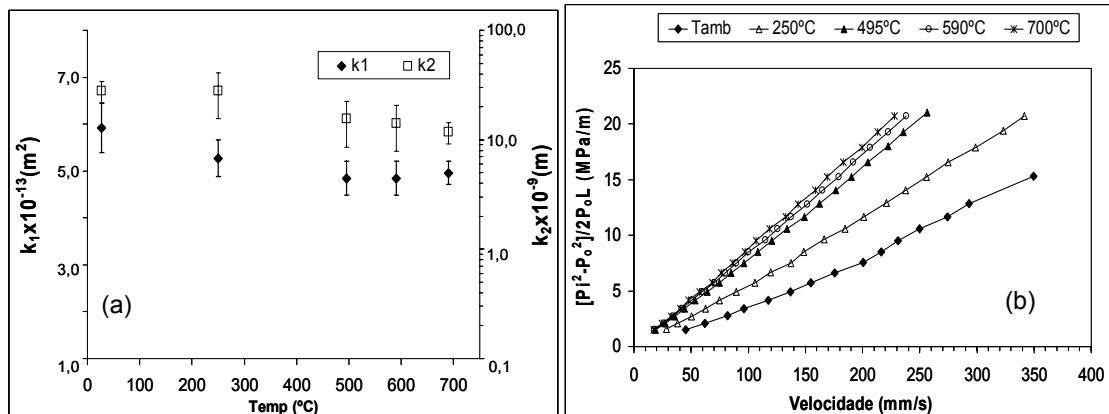 100,0
7,0
k1
k2
10,0
k₁x10⁻¹³(m²)
5,0
k₂x10⁻⁹(m)
1,0
3,0
(a)
1,0
0,1
0 100 200 300 400 500 600 700
Temp (ºC)
(b)
Tamb 250ºC 495ºC 590ºC 700ºC
25
20
15
10
5
0
[Pi²-Pₒ²]/2PₒL (MPa/m)
(b)
0 50 100 150 200 250 300 350 400
Velocidade (mm/s)